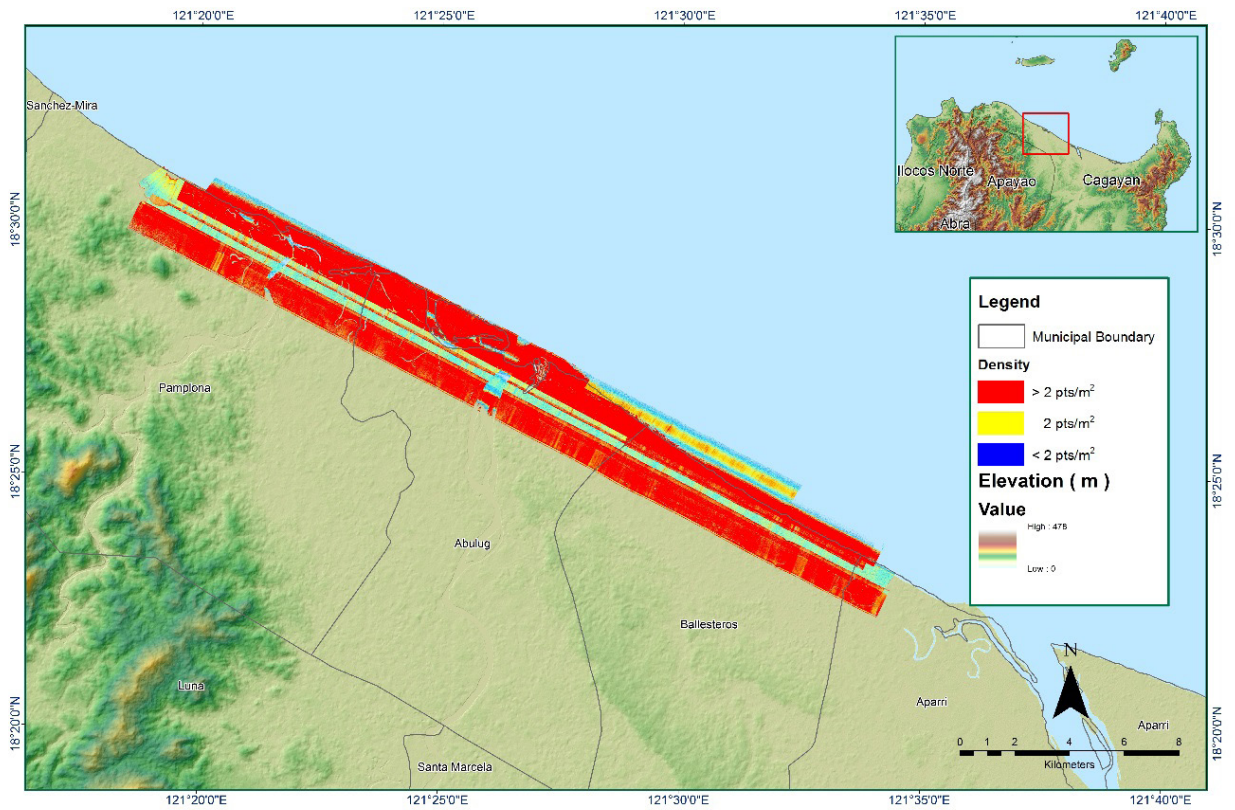 121°20'0"E
121°25'0"E
121°30'0"E
121°35'0"E
121°40'0"E
Sanchez-Mira
Ilocos Norte
Apayao
Cagayan
Abra
18°30'0"N
18°30'0"N
Legend
Municipal Boundary
Density
> 2 pts/m²
2 pts/m²
< 2 pts/m²
Elevation ( m )
Value
High : 478
Low : 0
Pamplona
18°25'0"N
18°25'0"N
Abulug
Ballesteros
Luna
Aparri
N
Aparri
18°20'0"N
18°20'0"N
Santa Marcela
0 1 2 4 6 8
Kilometers
121°20'0"E
121°25'0"E
121°30'0"E
121°35'0"E
121°40'0"E